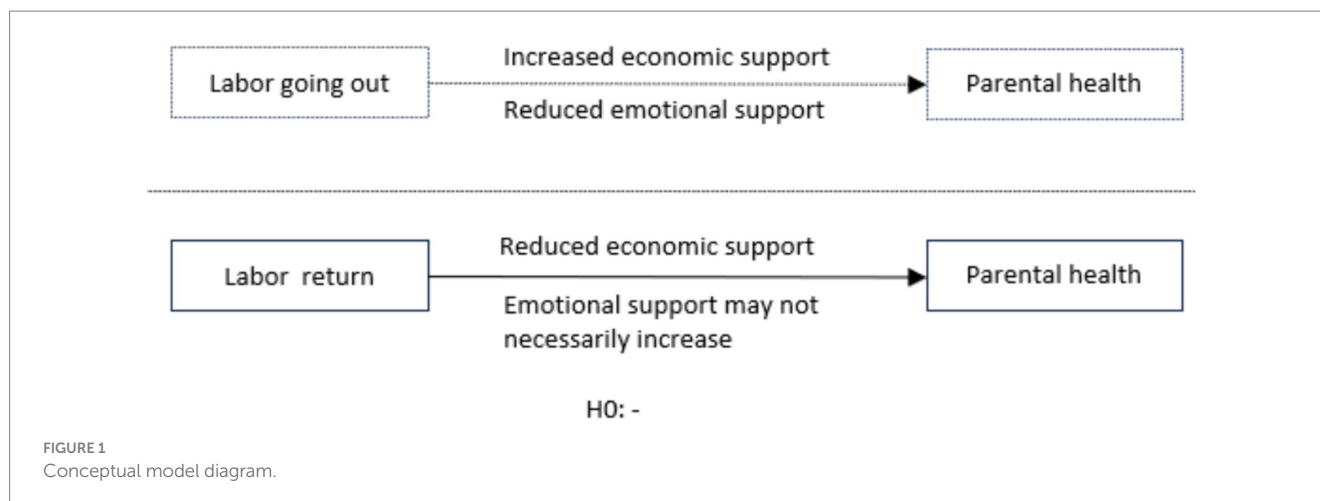 Increased economic support
Labor going out
Parental health
Reduced emotional support
Reduced economic support
Labor return
Parental health
Emotional support may not
necessarily increase
H0: -
FIGURE 1
Conceptual model diagram.